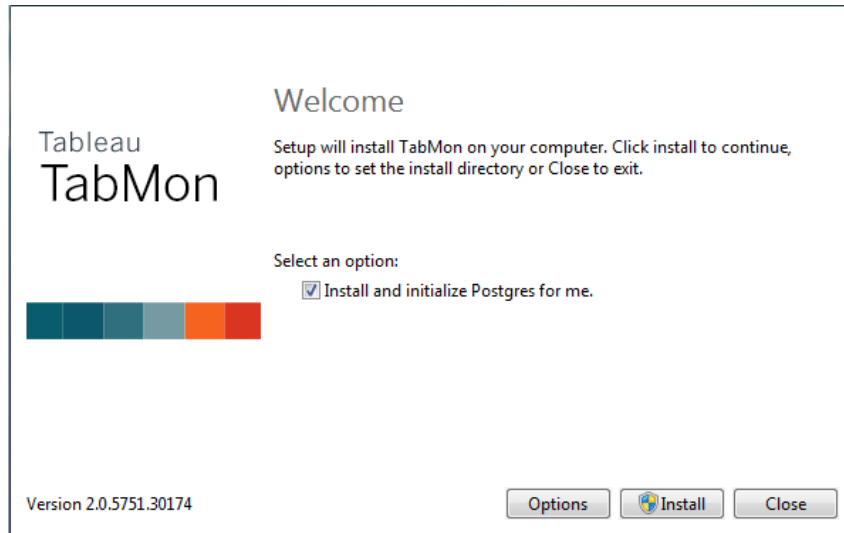 Welcome
Tableau
TabMon
Setup will install TabMon on your computer. Click install to continue,
options to set the install directory or Close to exit.
Select an option:
Install and initialize Postgres for me.
Version 2.0.5751.30174
Options
Install
Close